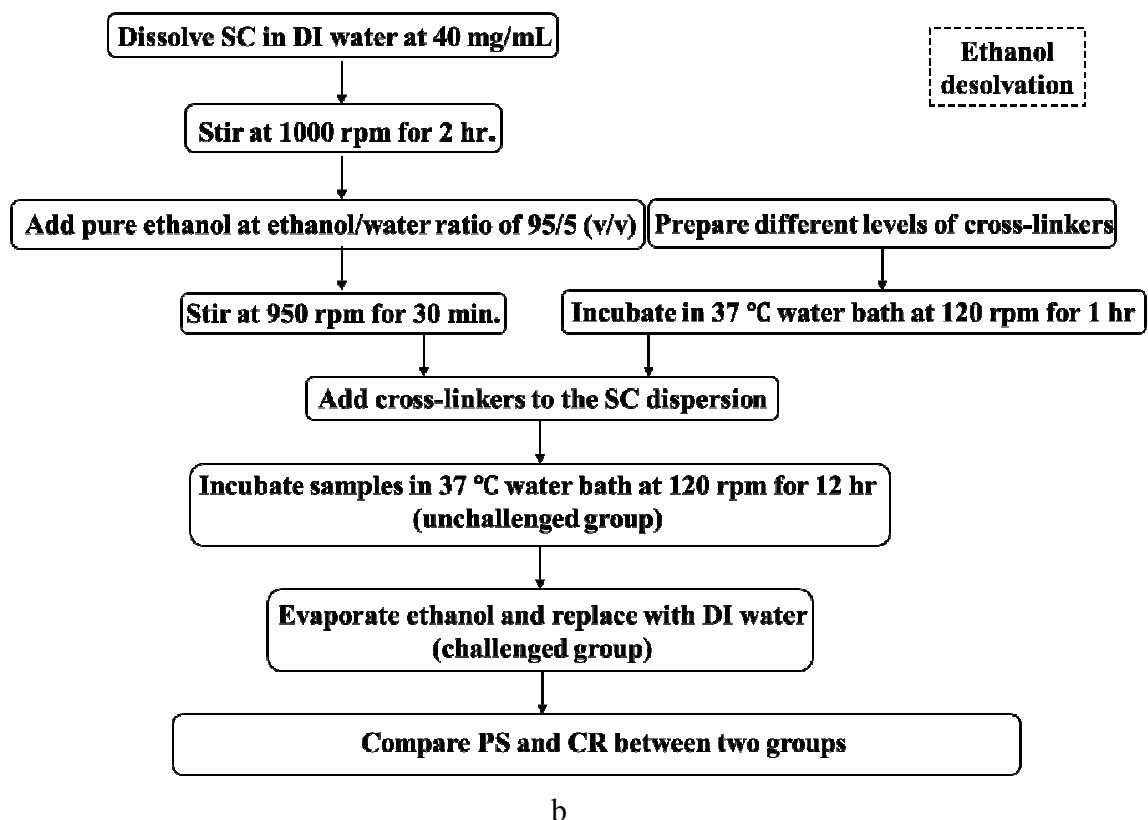 Dissolve SC in DI water at 40 mg/mL
Ethanol
desolvation
Stir at 1000 rpm for 2 hr.
Add pure ethanol at ethanol/water ratio of 95/5 (v/v)
Prepare different levels of cross-linkers
Stir at 950 rpm for 30 min.
Incubate in 37 ℃ water bath at 120 rpm for 1 hr
Add cross-linkers to the SC dispersion
Incubate samples in 37 ℃ water bath at 120 rpm for 12 hr
(unchallenged group)
Evaporate ethanol and replace with DI water
(challenged group)
Compare PS and CR between two groups
b